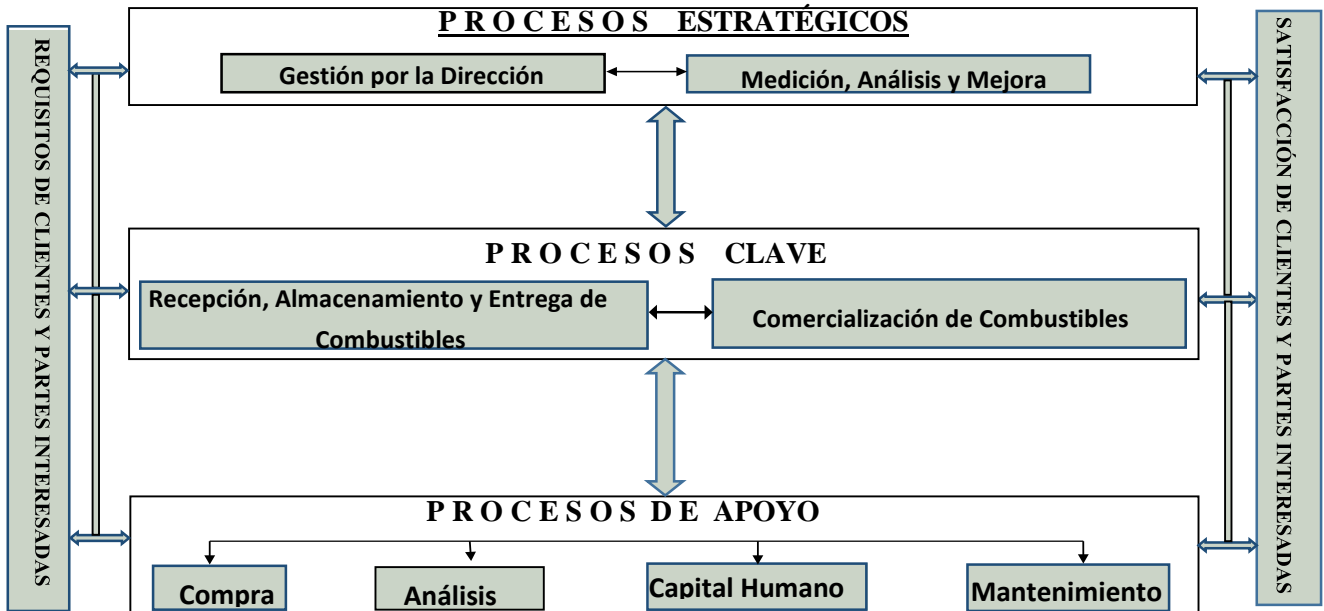 P R O C E S O S ESTRATÉGICOS
Gestión por la Dirección
Medición, Análisis y Mejora
REQUISITOS DE CLIENTES Y PARTES INTERESADAS
SATISFACCIÓN DE CLIENTES Y PARTES INTERESADAS
P R O C E S O S CLAVE
Recepción, Almacenamiento y Entrega de
Combustibles
Comercialización de Combustibles
P R O C E S O S D E APOYO
Compra
Análisis
Capital Humano
Mantenimiento